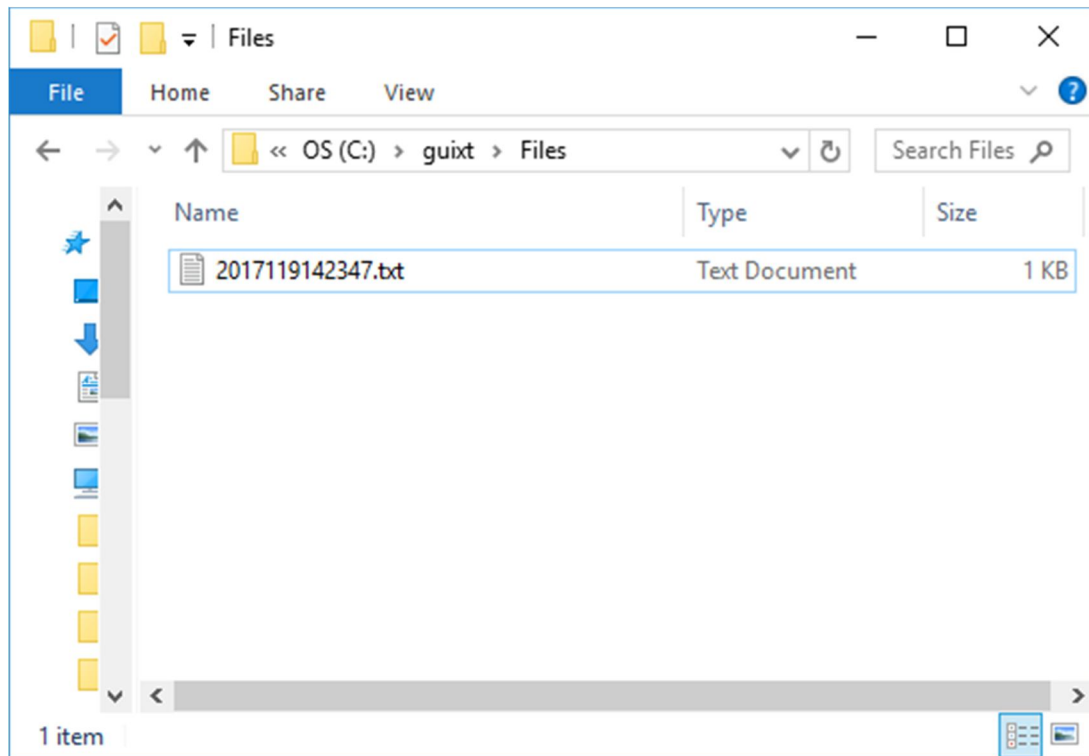 Files
File Home Share View
« OS (C:) > guixt > Files Search Files
Name Type Size
2017119142347.txt Text Document 1 KB
1 item